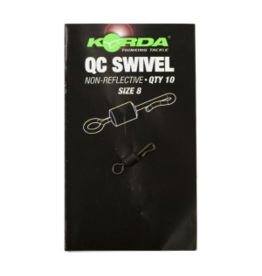 KORDA
THINKING TACKLE
QC SWIVEL
NON-REFLECTIVE • QTY 10
SIZE 8